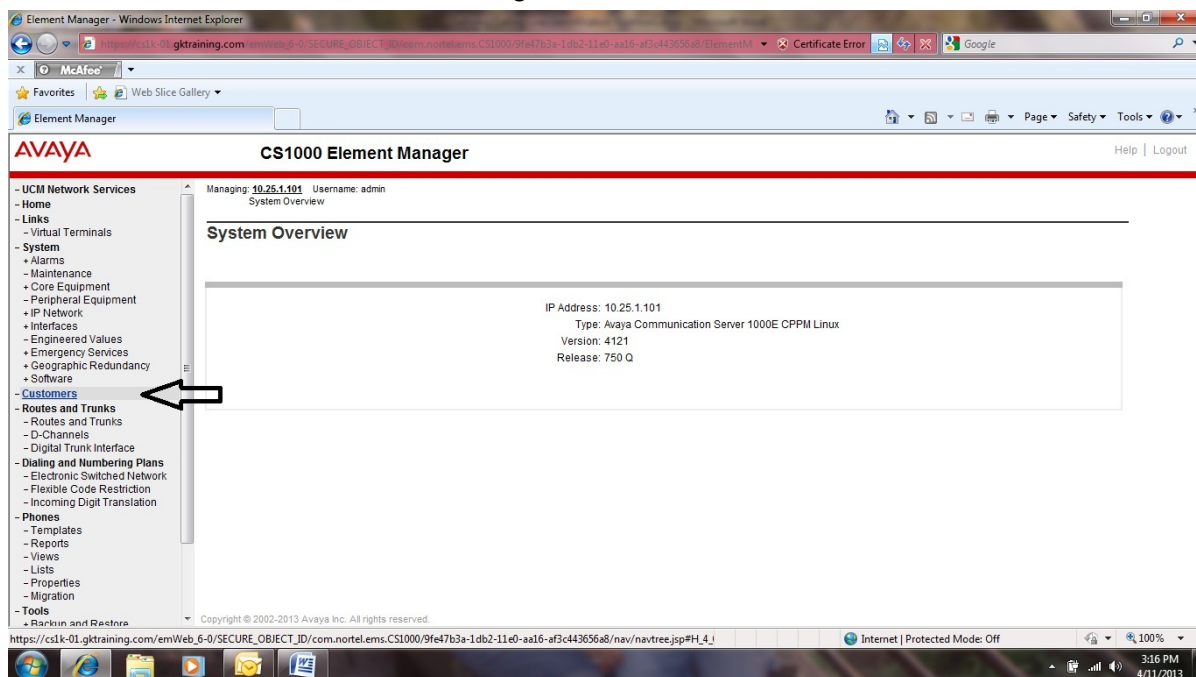 Element Manager - Windows Internet Explorer
gktraining.com
Certificate Error
Google
X McAfee
Favorites Web Slice Gallery
Element Manager
Page Safety Tools
AVAYA CS1000 Element Manager Help | Logout
- UCM Network Services
- Home
- Links
- Virtual Terminals
- System
+ Alarms
- Maintenance
+ Core Equipment
- Peripheral Equipment
+ IP Network
+ Interfaces
- Engineered Values
+ Emergency Services
+ Geographic Redundancy
+ Software
- Customers
- Routes and Trunks
- Routes and Trunks
- D-Channels
- Digital Trunk Interface
- Dialing and Numbering Plans
- Electronic Switched Network
- Flexible Code Restriction
- Incoming Digit Translation
- Phones
- Templates
- Reports
- Views
- Lists
- Properties
- Migration
- Tools
+ Backup and Restore
Managing: 10.25.1.101 Username: admin
System Overview
System Overview
IP Address: 10.25.1.101
Type: Avaya Communication Server 1000E CPPM Linux
Version: 4121
Release: 750 Q
Copyright © 2002-2013 Avaya Inc. All rights reserved.
https://cs1k-01.gktraining.com/emWeb_6-0/SECURE_OBJECT_ID/com.nortel.ems.CS1000/9fe47b3a-1db2-11e0-aa16-af3c443656a8/nav/navtree.jsp#H_4_
Internet | Protected Mode: Off
100%
3:16 PM
4/11/2013